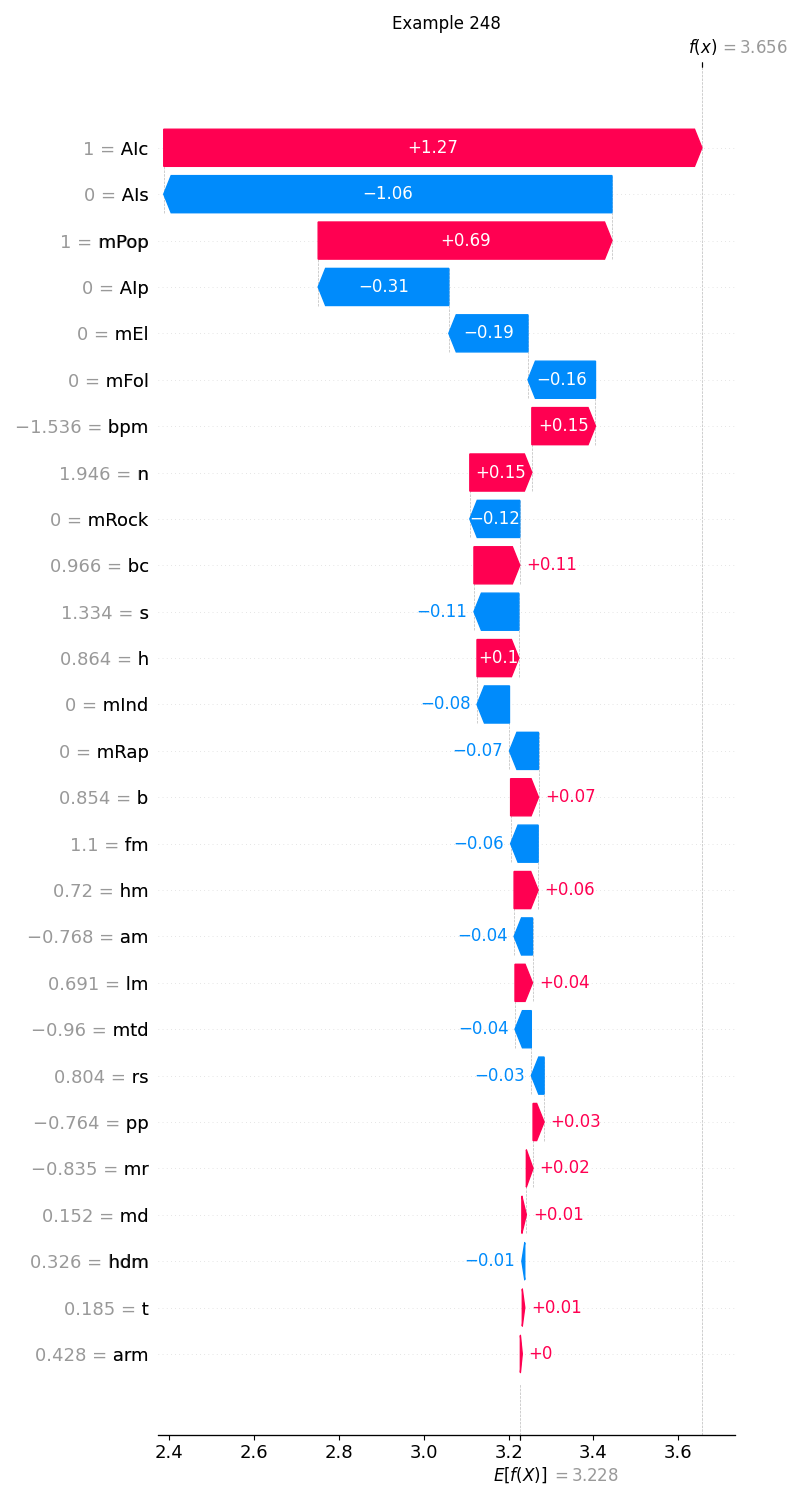 Example 248
f(x) = 3.656
1 = AIc +1.27
0 = AIs −1.06
1 = mPop +0.69
0 = AIp −0.31
0 = mEl −0.19
0 = mFol −0.16
−1.536 = bpm +0.15
1.946 = n +0.15
0 = mRock −0.12
0.966 = bc +0.11
1.334 = s −0.11
0.864 = h +0.1
0 = mInd −0.08
0 = mRap −0.07
0.854 = b +0.07
1.1 = fm −0.06
0.72 = hm +0.06
−0.768 = am −0.04
0.691 = lm +0.04
−0.96 = mtd −0.04
0.804 = rs −0.03
−0.764 = pp +0.03
−0.835 = mr +0.02
0.152 = md +0.01
0.326 = hdm −0.01
0.185 = t +0.01
0.428 = arm +0
2.4 2.6 2.8 3.0 3.2 3.4 3.6
E[f(X)] = 3.228